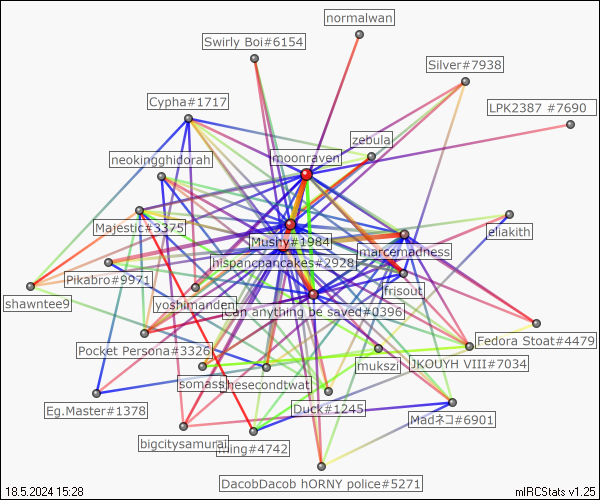 normalwan
Swirly Boi#6154
Silver#7938
Cypha#1717
LPK2387 #7690
zebula
moonraven
neokingghidorah
Majestic#3375
eliakith
Mushy#1984
marcemadness
hispancpancakes#2928
Pikabro#9971
frisout
shawntee9
yoshimanden
Can anything be saved#0396
Fedora Stoat#4479
Pocket Persona#3326
JKOUYH VIII#7034
mukszi
somass
thesecondtwat
Duck#1245
Eg.Master#1378
Madネコ#6901
bigcitysamurai
ming#4742
DacobDacob hORNY police#5271
18.5.2024 15:28
mIRCStats v1.25